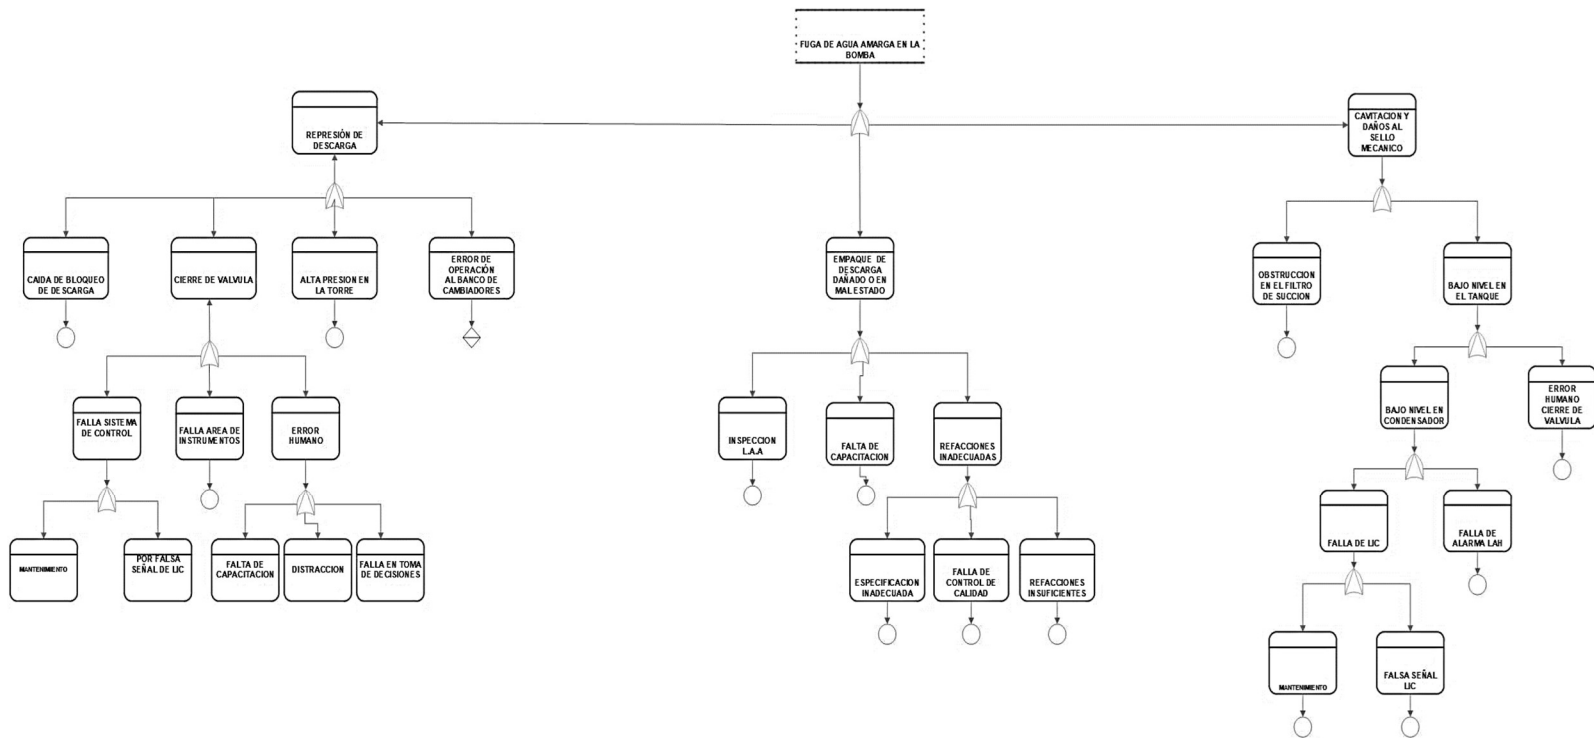 FUGA DE AGUA AMARGA EN LA
BOMBA
REPRESIÓN DE
DESCARGA
CAVITACION Y
DAÑOS AL
SELLO
MECANICO
CAIDA DE BLOQUEO
DE DESCARGA
CIERRE DE VALVULA
ALTA PRESION EN
LA TORRE
ERROR DE
OPERACIÓN
AL BANCO DE
CAMBIADORES
EMPAQUE DE
DESCARGA
DAÑADO O EN
MAL ESTADO
OBSTRUCCION
EN EL FILTRO
DE SUCCION
BAJO NIVEL EN
EL TANQUE
FALLA SISTEMA
DE CONTROL
FALLA AREA DE
INSTRUMENTOS
ERROR
HUMANO
INSPECCION
L.A.A
FALTA DE
CAPACITACION
REFACCIONES
INADECUADAS
BAJO NIVEL EN
CONDENSADOR
ERROR
HUMANO
CIERRE DE
VALVULA
MANTENIMIENTO
POR FALSA
SEÑAL DE LIC
FALTA DE
CAPACITACION
DISTRACCION
FALLA EN TOMA
DE DECISIONES
ESPECIFICACION
INADECUADA
FALLA DE
CONTROL DE
CALIDAD
REFACCIONES
INSUFICIENTES
FALLA DE LIC
FALLA DE
ALARMA LAH
MANTENIMIENTO
FALSA SEÑAL
LIC